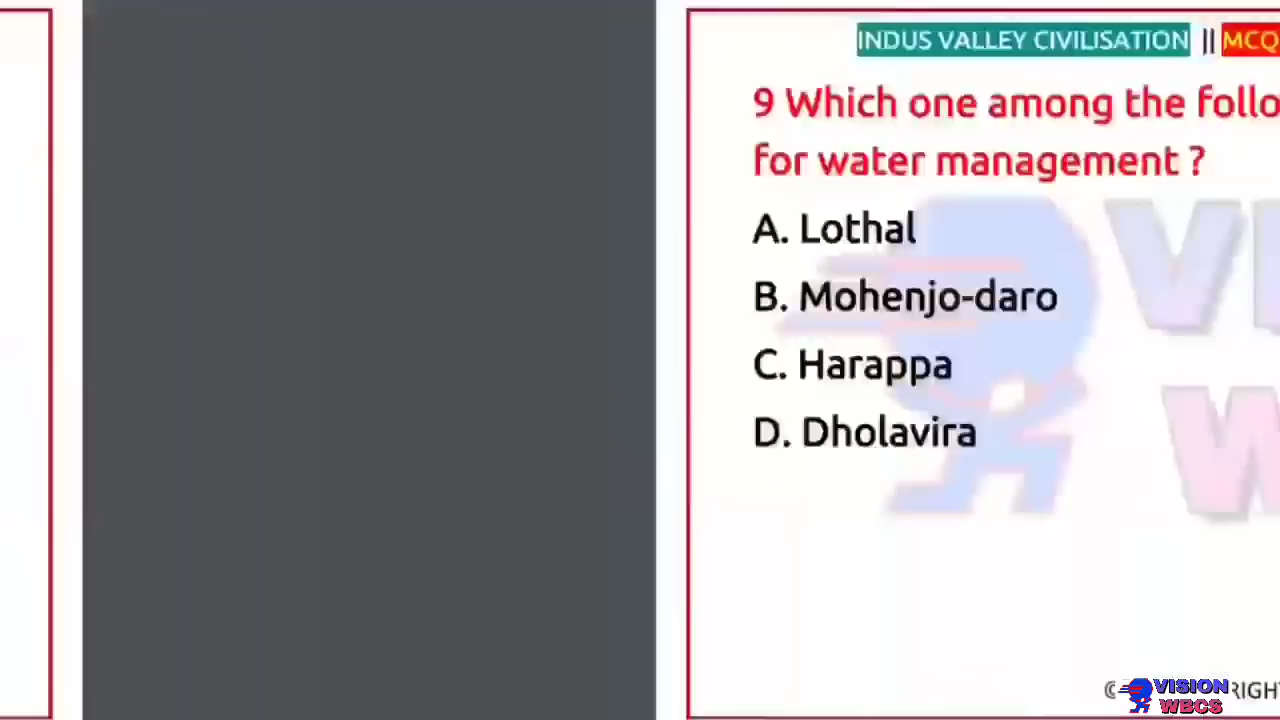 INDUS VALLEY CIVILISATION || MCQ
9 Which one among the follo
for water management ?
A. Lothal
B. Mohenjo-daro
C. Harappa
D. Dholavira
VISION
WBCS